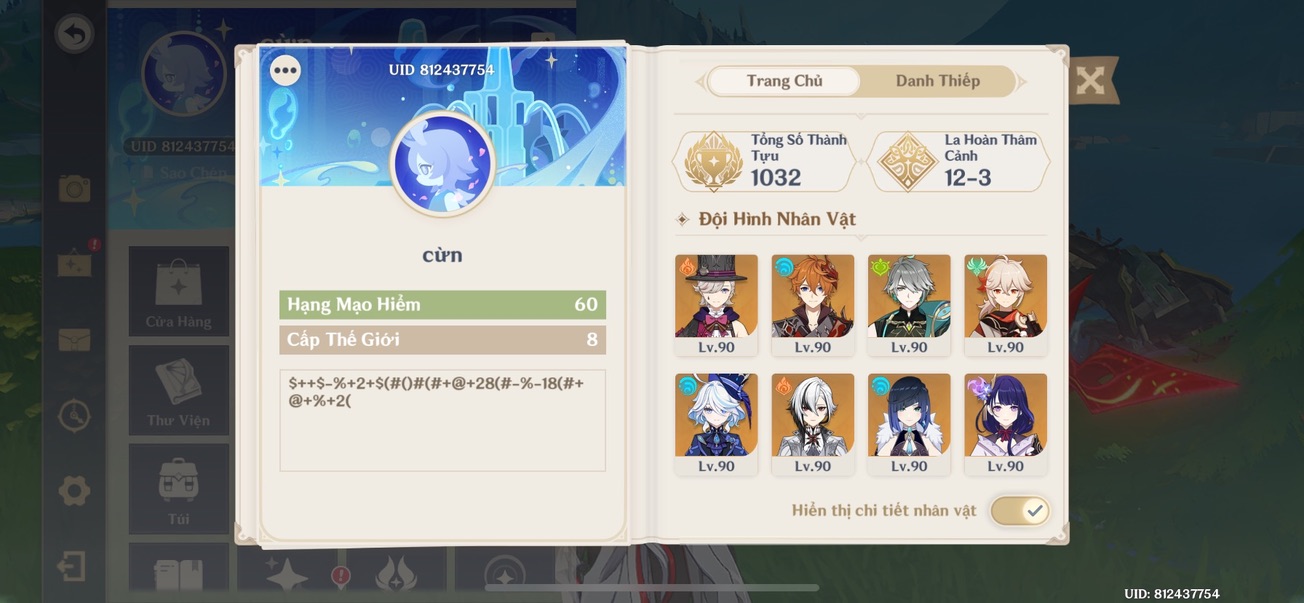 UID 812437754
Sao Chép
Cửa Hàng
Thư Viện
Túi
UID 812437754
cừn
Hạng Mạo Hiểm 60
Cấp Thế Giới 8
$++$-%+2+$(#()#(#+@+28(#-%-18(#+
@+%+2(
Trang Chủ Danh Thiếp
Tổng Số Thành
Tựu
1032
La Hoàn Thâm
Cảnh
12-3
Đội Hình Nhân Vật
Lv.90 Lv.90 Lv.90 Lv.90
Lv.90 Lv.90 Lv.90 Lv.90
Hiển thị chi tiết nhân vật
UID: 812437754